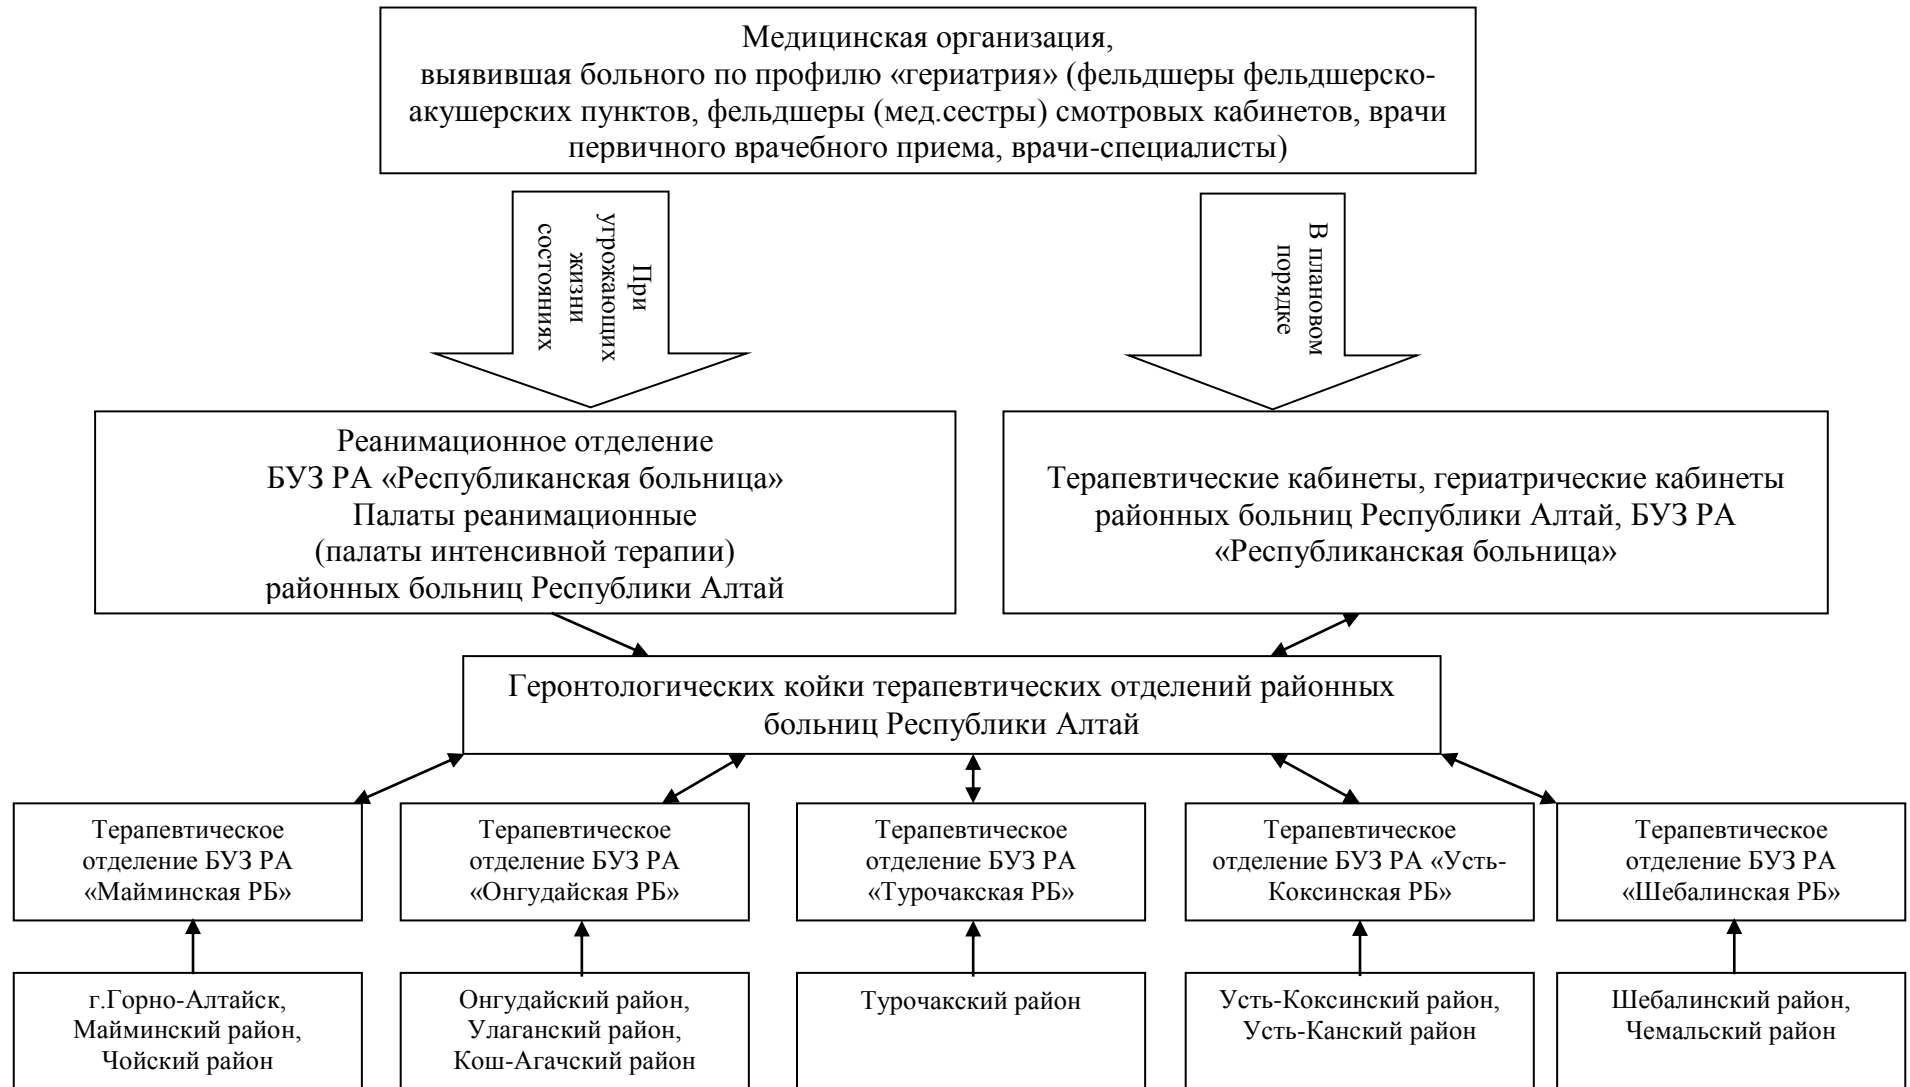 Медицинская организация,
выявившая больного по профилю «гериатрия» (фельдшеры фельдшерско-
акушерских пунктов, фельдшеры (мед.сестры) смотровых кабинетов, врачи
первичного врачебного приема, врачи-специалисты)
При
угрожающих
жизни
состояниях
В плановом
порядке
Реанимационное отделение
БУЗ РА «Республиканская больница»
Палаты реанимационные
(палаты интенсивной терапии)
районных больниц Республики Алтай
Терапевтические кабинеты, гериатрические кабинеты
районных больниц Республики Алтай, БУЗ РА
«Республиканская больница»
Геронтологических койки терапевтических отделений районных
больниц Республики Алтай
Терапевтическое
отделение БУЗ РА
«Майминская РБ»
Терапевтическое
отделение БУЗ РА
«Онгудайская РБ»
Терапевтическое
отделение БУЗ РА
«Турочакская РБ»
Терапевтическое
отделение БУЗ РА «Усть-
Коксинская РБ»
Терапевтическое
отделение БУЗ РА
«Шебалинская РБ»
г.Горно-Алтайск,
Майминский район,
Чойский район
Онгудайский район,
Улаганский район,
Кош-Агачский район
Турочакский район
Усть-Коксинский район,
Усть-Канский район
Шебалинский район,
Чемальский район